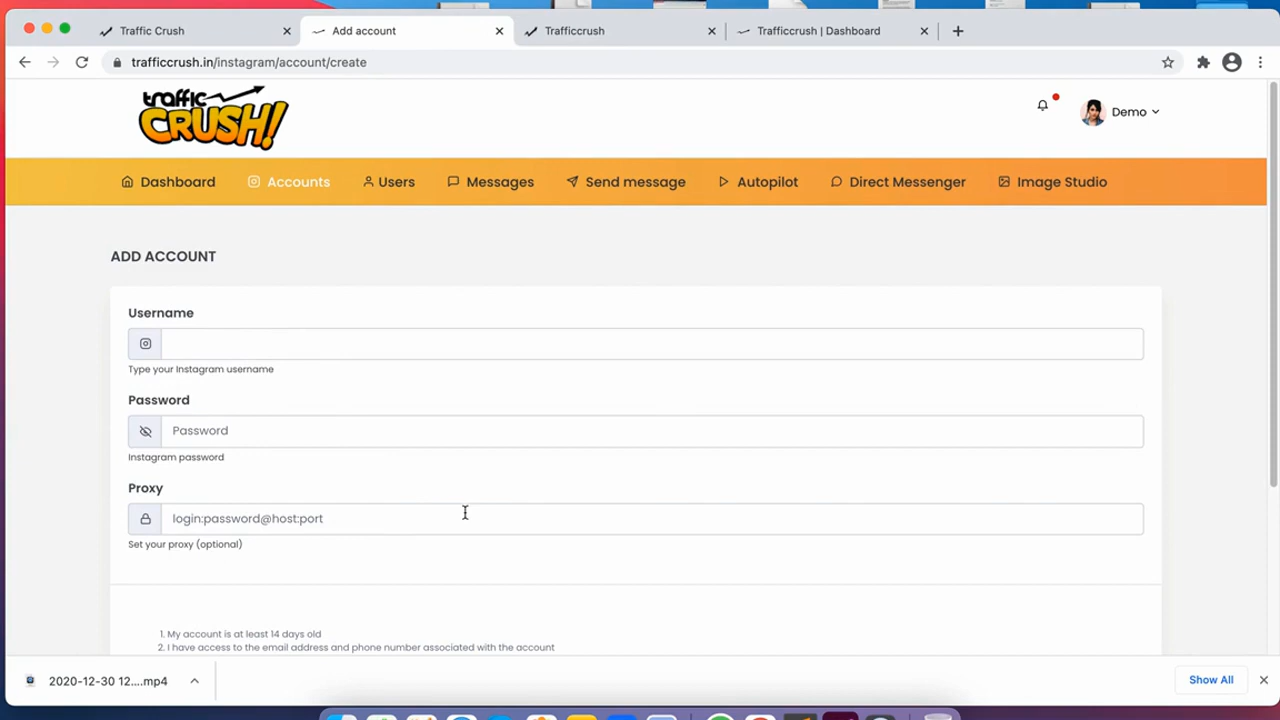 Traffic Crush
Add account
Trafficcrush
Trafficcrush | Dashboard
trafficcrush.in/instagram/account/create
traffic
CRUSH!
Demo
Dashboard
Accounts
Users
Messages
Send message
Autopilot
Direct Messenger
Image Studio
ADD ACCOUNT
Username
Type your Instagram username
Password
Password
Instagram password
Proxy
login:password@host:port
Set your proxy (optional)
1. My account is at least 14 days old
2. I have access to the email address and phone number associated with the account
2020-12-30 12....mp4
Show All